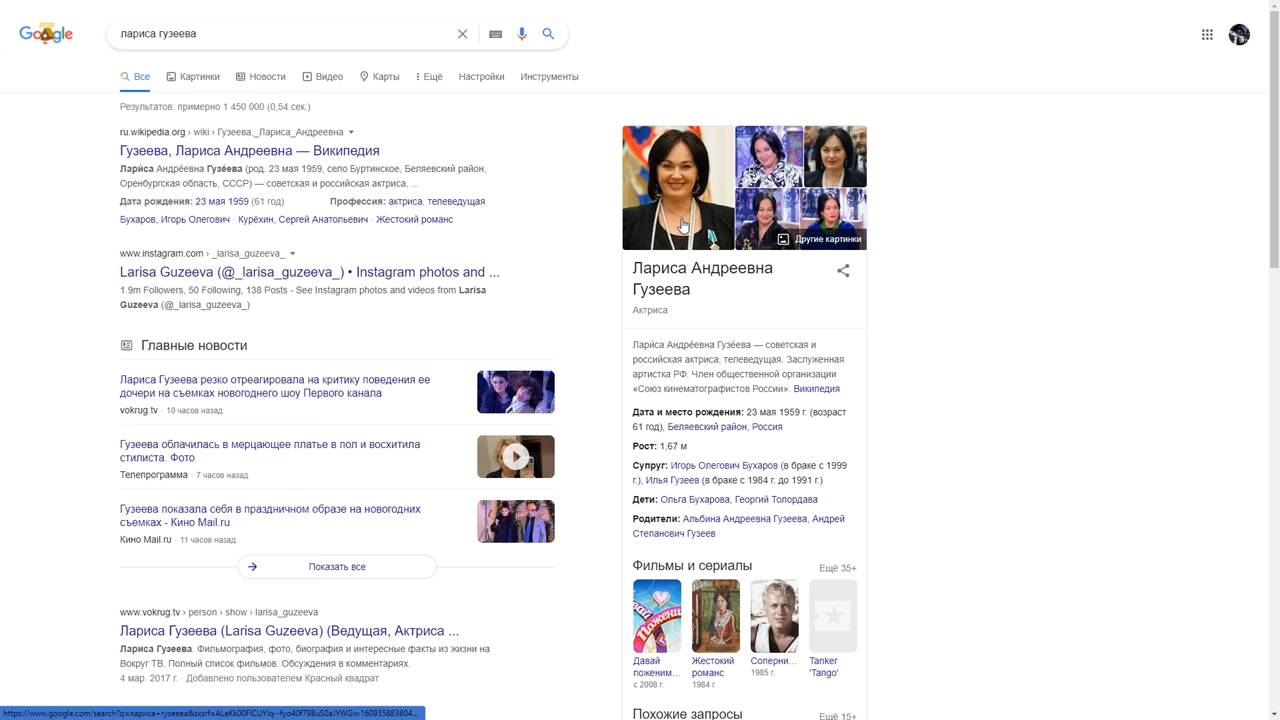 2020
Google
лариса гузеева
Все
Картинки
Новости
Видео
Карты
Ещё
Настройки
Инструменты
Результатов: примерно 1 450 000 (0,54 сек.)
ru.wikipedia.org › wiki › Гузеева,_Лариса_Андреевна
Гузеева, Лариса Андреевна — Википедия
Лари́са Андре́евна Гузе́ева (род. 23 мая 1959, село Буртинское, Беляевский район,
Оренбургская область, СССР) — советская и российская актриса, ...
Дата рождения: 23 мая 1959 (61 год) Профессия: актриса, телеведущая
Бухаров, Игорь Олегович · Курёхин, Сергей Анатольевич · Жестокий романс
www.instagram.com › _larisa_guzeeva_
Larisa Guzeeva (@_larisa_guzeeva_) • Instagram photos and ...
1.9m Followers, 50 Following, 138 Posts - See Instagram photos and videos from Larisa
Guzeeva (@_larisa_guzeeva_)
Главные новости
Лариса Гузеева резко отреагировала на критику поведения ее
дочери на съемках новогоднего шоу Первого канала
vokrug.tv · 10 часов назад
Гузеева облачилась в мерцающее платье в пол и восхитила
стилиста. Фото
Телепрограмма · 7 часов назад
Гузеева показала себя в праздничном образе на новогодних
съемках - Кино Mail.ru
Кино Mail.ru · 11 часов назад
Показать все
www.vokrug.tv › person › show › larisa_guzeeva
Лариса Гузеева (Larisa Guzeeva) (Ведущая, Актриса ...
Лариса Гузеева. Фильмография, фото, биография и интересные факты из жизни на
Вокруг ТВ. Полный список фильмов. Обсуждения в комментариях.
4 мар. 2017 г. · Добавлено пользователем Красный квадрат
Другие картинки
Лариса Андреевна
Гузеева
Актриса
Лари́са Андре́евна Гузе́ева — советская и
российская актриса, телеведущая. Заслуженная
артистка РФ. Член общественной организации
«Союз кинематографистов России». Википедия
Дата и место рождения: 23 мая 1959 г. (возраст
61 год), Беляевский район, Россия
Рост: 1,67 м
Супруг: Игорь Олегович Бухаров (в браке с 1999
г.), Илья Гузеев (в браке с 1984 г. до 1991 г.)
Дети: Ольга Бухарова, Георгий Толордава
Родители: Альбина Андреевна Гузеева, Андрей
Степанович Гузеев
Фильмы и сериалы
Ещё 35+
Давай
поженим...
с 2008 г.
Жестокий
романс
1984 г.
Соперни...
1985 г.
Tanker
'Tango'
Похожие запросы
Ещё 15+